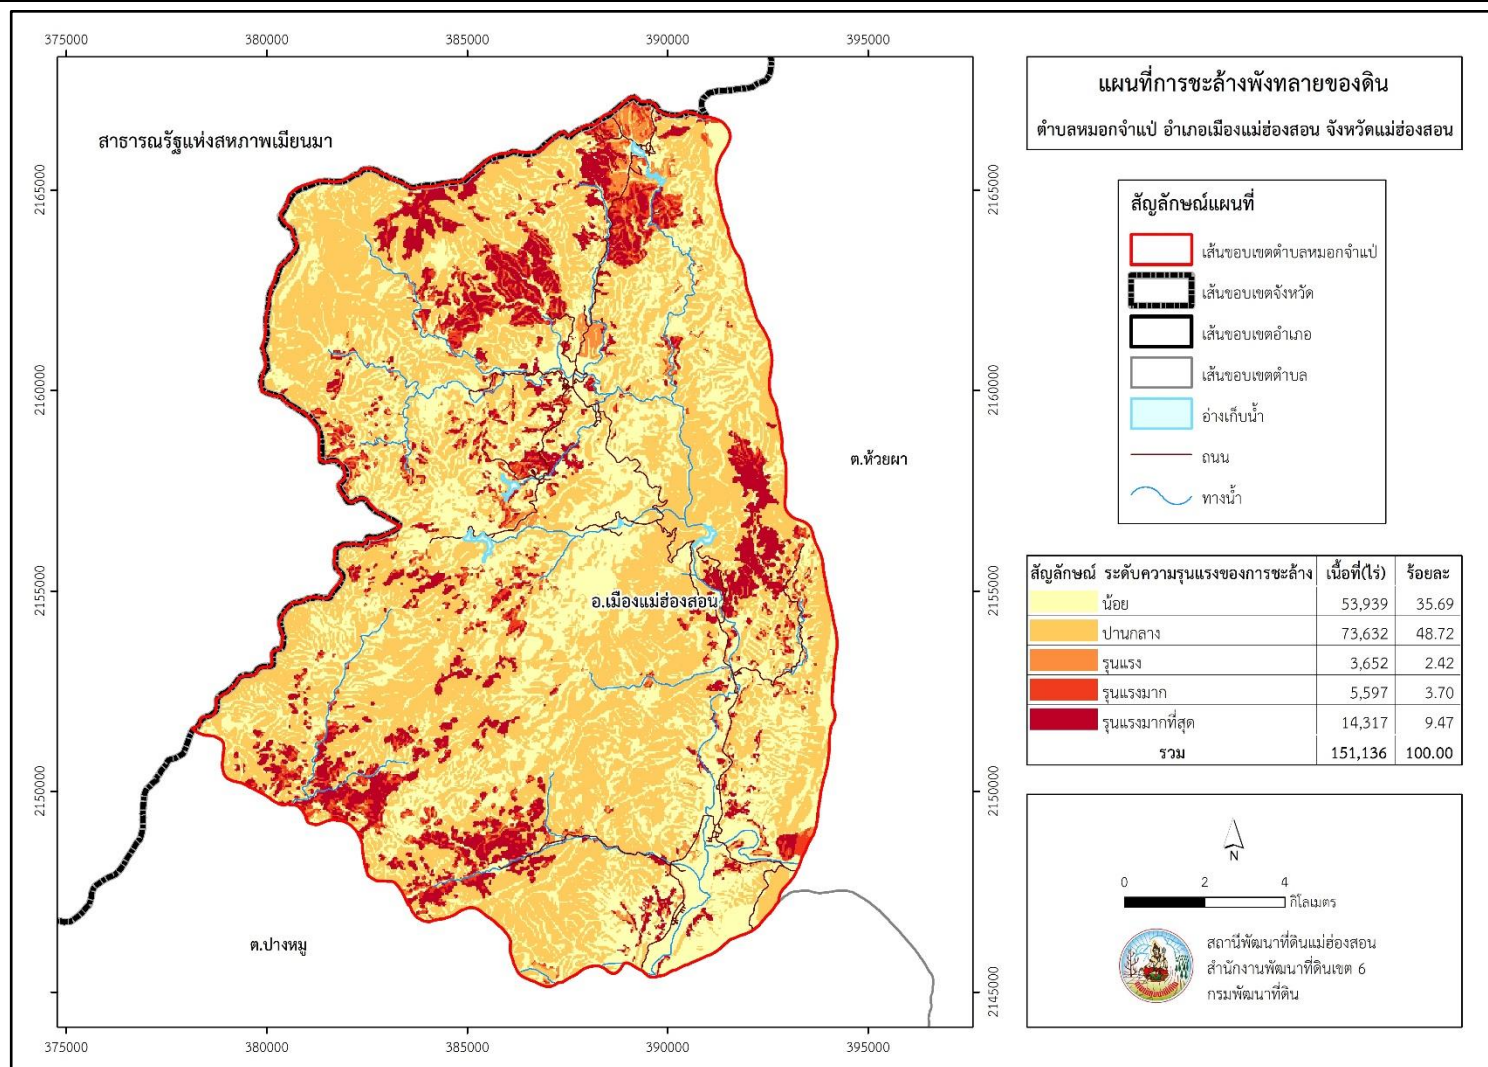 375000 380000 385000 390000 395000
แผนที่การชะล้างพังทลายของดิน
ตำบลหมอกจำแป่ อำเภอเมืองแม่ฮ่องสอน จังหวัดแม่ฮ่องสอน
สาธารณรัฐแห่งสหภาพเมียนมา
2165000 2165000
สัญลักษณ์แผนที่
เส้นขอบเขตตำบลหมอกจำแป่
เส้นขอบเขตจังหวัด
เส้นขอบเขตอำเภอ
เส้นขอบเขตตำบล
อ่างเก็บน้ำ
ถนน
ทางน้ำ
2160000 2160000
ต.ห้วยผา
2155000 2155000
อ.เมืองแม่ฮ่องสอน
สัญลักษณ์ ระดับความรุนแรงของการชะล้าง เนื้อที่(ไร่) ร้อยละ
น้อย 53,939 35.69
ปานกลาง 73,632 48.72
รุนแรง 3,652 2.42
รุนแรงมาก 5,597 3.70
รุนแรงมากที่สุด 14,317 9.47
รวม 151,136 100.00
2150000 2150000
N
0 2 4
กิโลเมตร
ต.ปางหมู
สถานีพัฒนาที่ดินแม่ฮ่องสอน
สำนักงานพัฒนาที่ดินเขต 6
กรมพัฒนาที่ดิน
2145000 2145000
375000 380000 385000 390000 395000